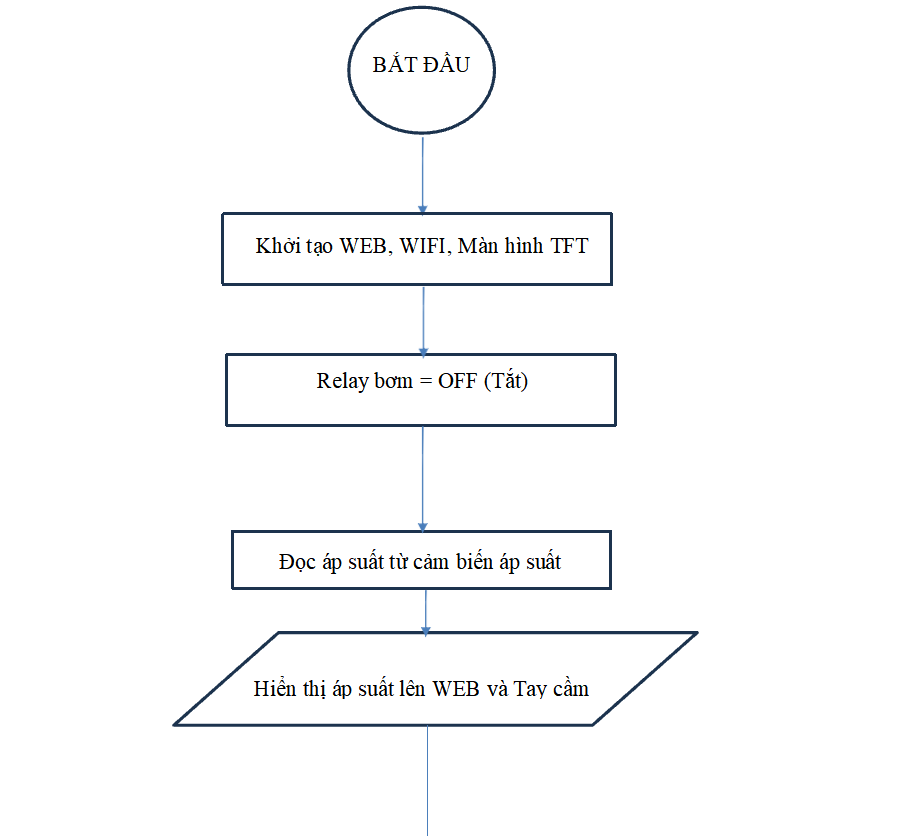 BẮT ĐẦU
Khởi tạo WEB, WIFI, Màn hình TFT
Relay bơm = OFF (Tắt)
Đọc áp suất từ cảm biến áp suất
Hiển thị áp suất lên WEB và Tay cầm